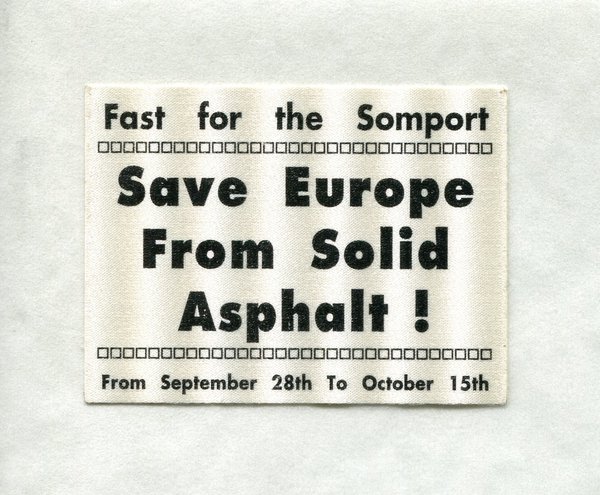 Fast for the Somport
Save Europe
From Solid
Asphalt !
From September 28th To October 15th